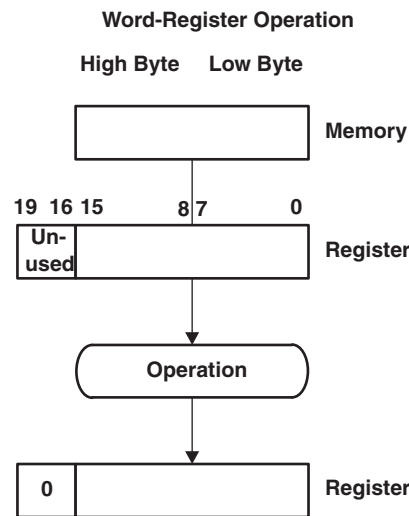 Word-Register Operation
High Byte Low Byte
Memory
19 16 15 8 7 0
Un-
used
Register
Operation
0
Register